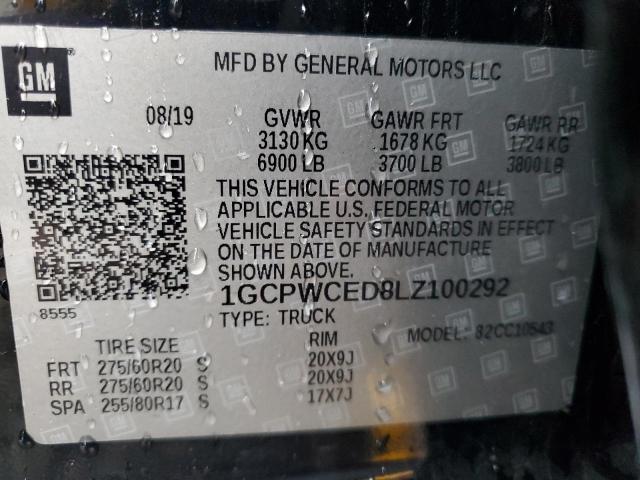 GM
MFD BY GENERAL MOTORS LLC
08/19 GVWR GAWR FRT GAWR RR
3130 KG 1678 KG 1724 KG
6900 LB 3700 LB 3800 LB
THIS VEHICLE CONFORMS TO ALL
APPLICABLE U.S. FEDERAL MOTOR
VEHICLE SAFETY STANDARDS IN EFFECT
ON THE DATE OF MANUFACTURE
SHOWN ABOVE.
8555
1GCPWCED8LZ100292
TYPE: TRUCK MODEL: 82CC10543
TIRE SIZE RIM
FRT 275/60R20 S 20X9J
RR 275/60R20 S 20X9J
SPA 255/80R17 S 17X7J